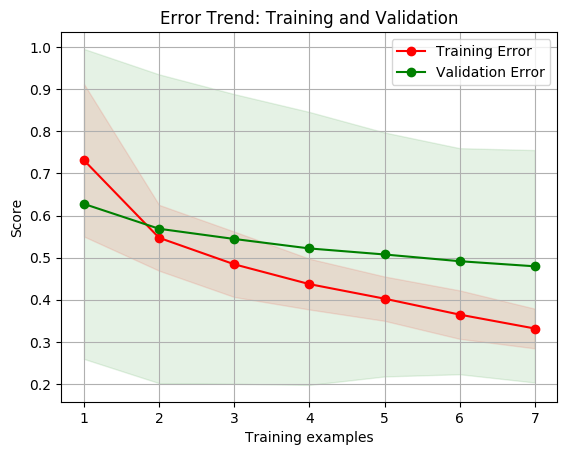 Error Trend: Training and Validation
Training Error
Validation Error
1.0
0.9
0.8
0.7
0.6
0.5
0.4
0.3
0.2
Score
1 2 3 4 5 6 7
Training examples